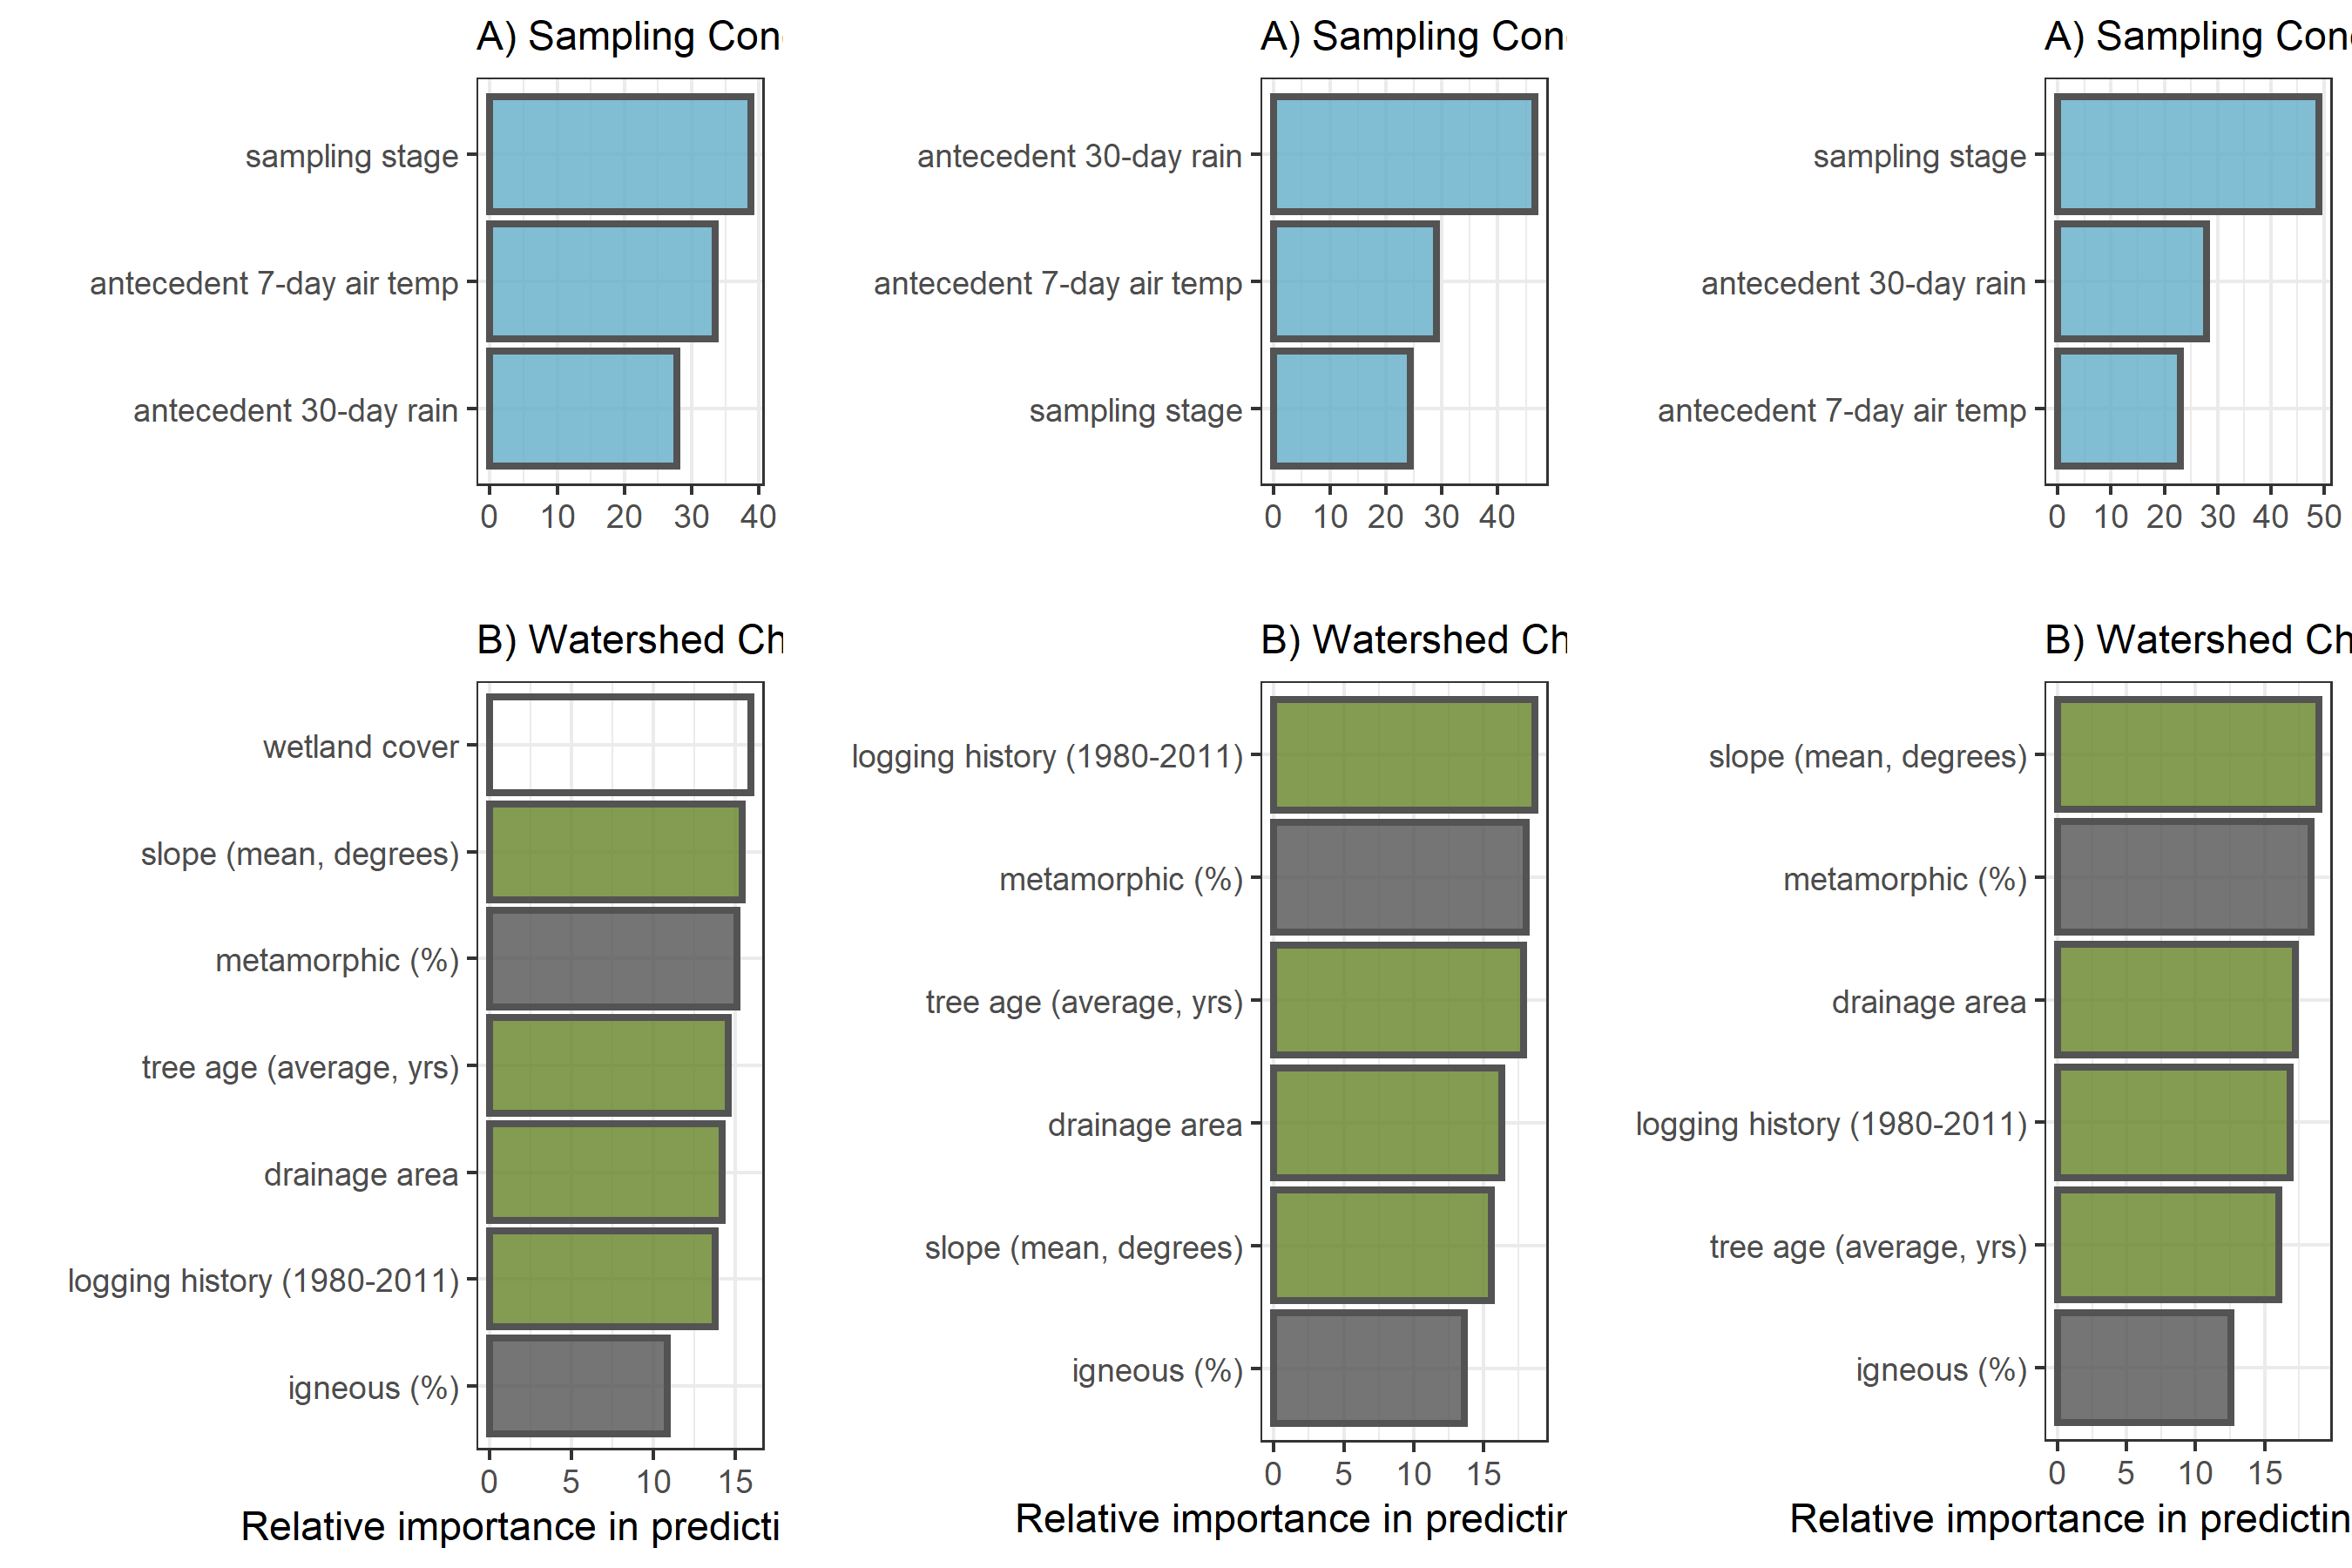 A) Sampling Con
sampling stage
antecedent 7-day air temp
antecedent 30-day rain
0 10 20 30 40
B) Watershed Ch
wetland cover
slope (mean, degrees)
metamorphic (%)
tree age (average, yrs)
drainage area
logging history (1980-2011)
igneous (%)
0 5 10 15
Relative importance in predicti
A) Sampling Con
antecedent 30-day rain
antecedent 7-day air temp
sampling stage
0 10 20 30 40
B) Watershed Ch
logging history (1980-2011)
metamorphic (%)
tree age (average, yrs)
drainage area
slope (mean, degrees)
igneous (%)
0 5 10 15
Relative importance in predictin
A) Sampling Con
sampling stage
antecedent 30-day rain
antecedent 7-day air temp
0 10 20 30 40 50
B) Watershed Ch
slope (mean, degrees)
metamorphic (%)
drainage area
logging history (1980-2011)
tree age (average, yrs)
igneous (%)
0 5 10 15
Relative importance in predictin